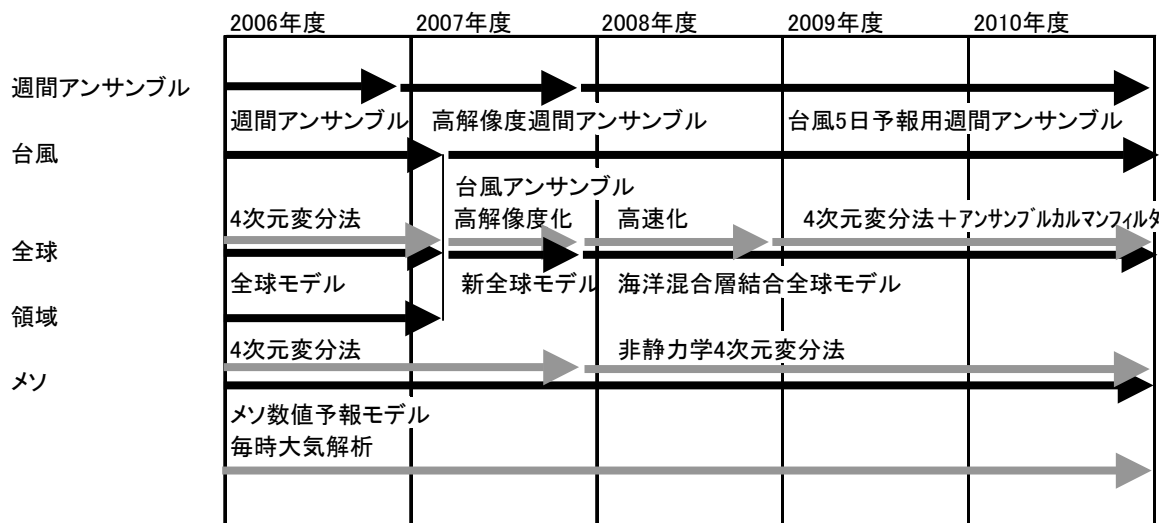 2006年度 2007年度 2008年度 2009年度 2010年度
週間アンサンブル
週間アンサンブル 高解像度週間アンサンブル 台風5日予報用週間アンサンブル
台風
台風アンサンブル
4次元変分法 高解像度化 高速化 4次元変分法＋アンサンブルカルマンフィルタ
全球
全球モデル 新全球モデル 海洋混合層結合全球モデル
領域
4次元変分法 非静力学4次元変分法
メソ
メソ数値予報モデル
毎時大気解析